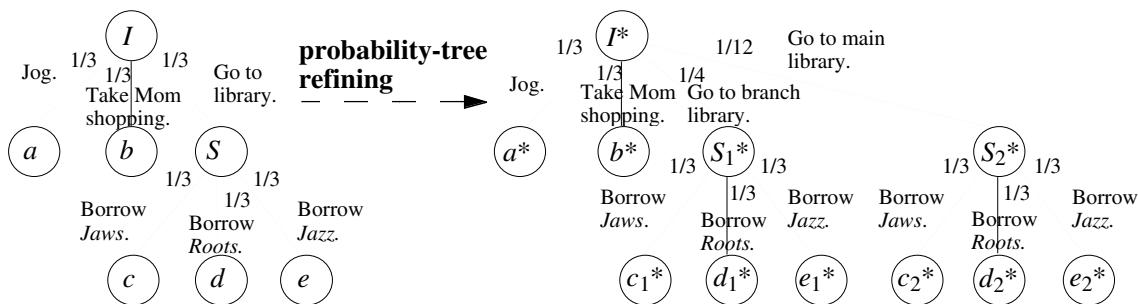 I
1/3
1/3
1/3
Jog.
Take Mom
shopping.
Go to
library.
a
b
S
1/3
1/3
1/3
Borrow
Jaws.
Borrow
Roots.
Borrow
Jazz.
c
d
e
probability-tree
refining
I*
1/3
1/3
1/4
1/12
Jog.
Take Mom
shopping.
Go to branch
library.
Go to main
library.
a*
b*
S1*
S2*
1/3
1/3
1/3
Borrow
Jaws.
Borrow
Roots.
Borrow
Jazz.
1/3
1/3
1/3
Borrow
Jaws.
Borrow
Roots.
Borrow
Jazz.
c1*
d1*
e1*
c2*
d2*
e2*